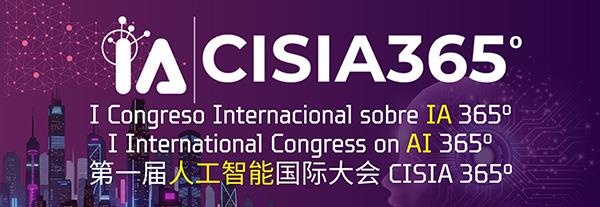 IA | CISIA365º
I Congreso Internacional sobre IA 365º
I International Congress on AI 365º
第一届人工智能国际大会 CISIA 365º